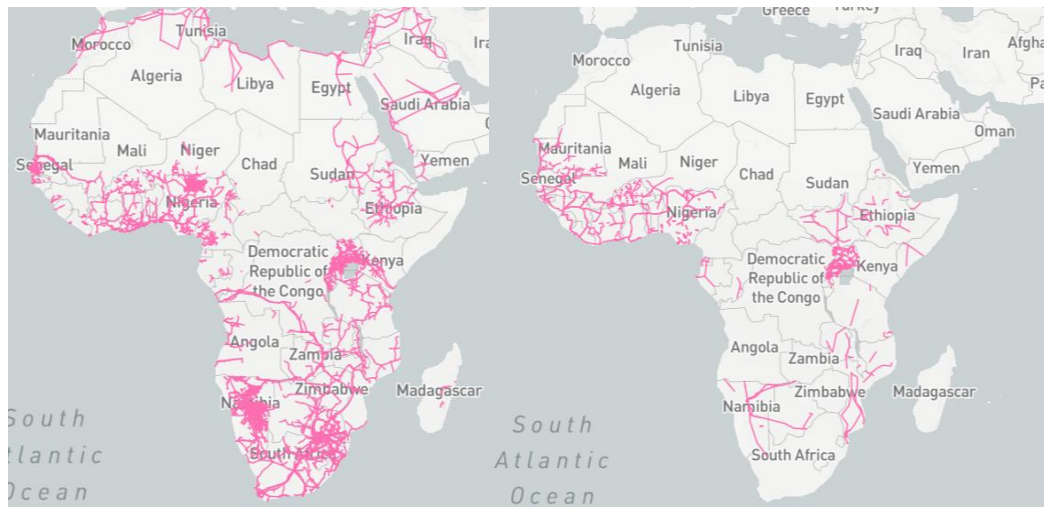 Tunisia
Morocco
Iraq
Algeria
Libya
Egypt
Saudi Arabia
Mauritania
Mali
Niger
Senegal
Chad
Sudan
Yemen
Nigeria
Ethiopia
Democratic
Republic of
the Congo
Kenya
Angola
Zambia
Zimbabwe
Madagascar
Namibia
South Africa
South
tlantic
Ocean
Greece
Tunisia
Morocco
Iraq
Iran
Afgha
Algeria
Libya
Egypt
Pa
Saudi Arabia
Oman
Mauritania
Mali
Niger
Chad
Sudan
Yemen
Senegal
Nigeria
Ethiopia
Democratic
Republic of
the Congo
Kenya
Angola
Zambia
Zimbabwe
Madagascar
Namibia
South Africa
South
Atlantic
Ocean